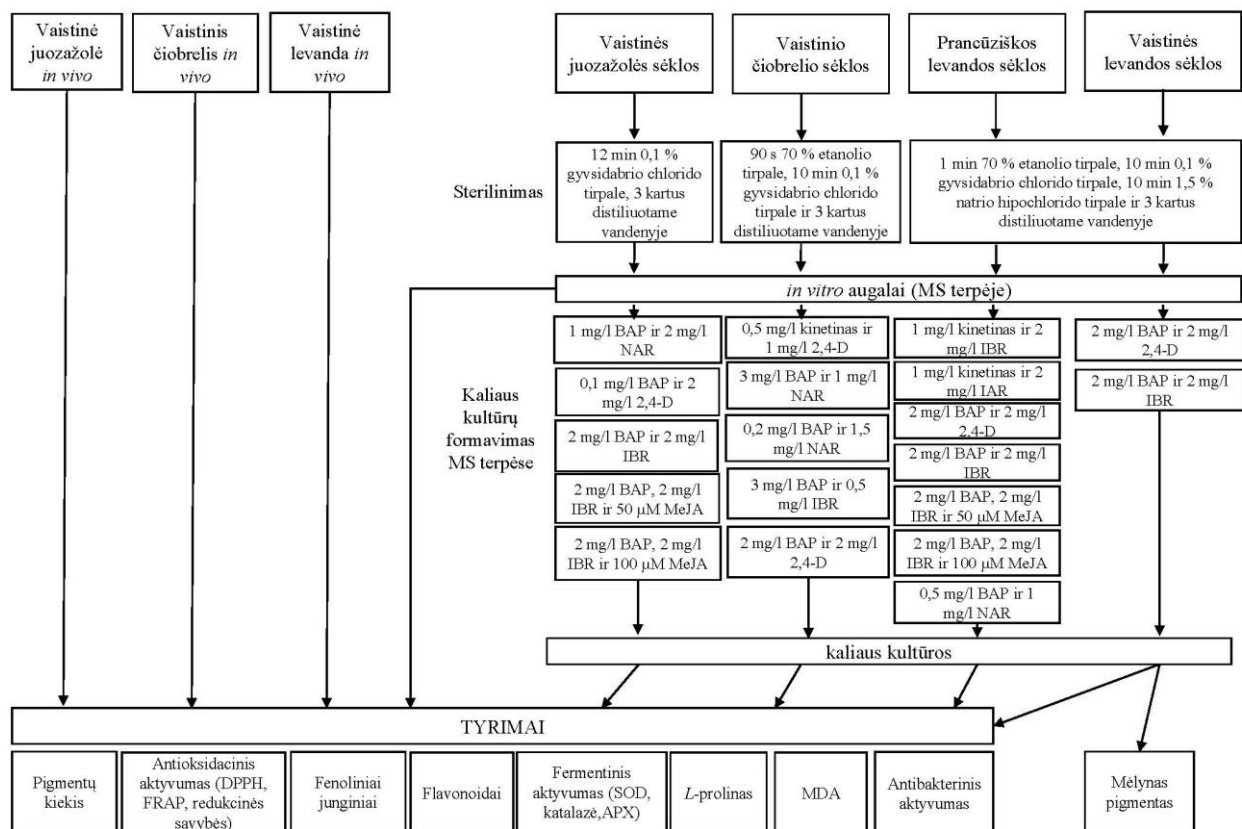 Vaistinė
juozažolė
in vivo
Vaistinis
čiobrelis in
vivo
Vaistinė
levanda in
vivo
Vaistinės
juozažolės sėklos
Vaistinio
čiobrelio sėklos
Prancūziškos
levandos sėklos
Vaistinės
levandos sėklos
Sterilinimas
12 min 0,1 %
gyvsidabrio chlorido
tirpale, 3 kartus
distiliuotame
vandenyje
90 s 70 % etanolio
tirpale, 10 min 0,1 %
gyvsidabrio chlorido
tirpale ir 3 kartus
distiliuotame
vandenyje
1 min 70 % etanolio tirpale, 10 min 0,1 %
gyvsidabrio chlorido tirpale, 10 min 1,5 %
natrio hipochlorido tirpale ir 3 kartus
distiliuotame vandenyje
in vitro augalai (MS terpėje)
Kaliaus
kultūrų
formavimas
MS terpėse
1 mg/l BAP ir 2 mg/l
NAR
0,1 mg/l BAP ir 2
mg/l 2,4-D
2 mg/l BAP ir 2 mg/l
IBR
2 mg/l BAP, 2 mg/l
IBR ir 50 µM MeJA
2 mg/l BAP, 2 mg/l
IBR ir 100 µM MeJA
0,5 mg/l kinetinas ir
1 mg/l 2,4-D
3 mg/l BAP ir 1 mg/l
NAR
0,2 mg/l BAP ir 1,5
mg/l NAR
3 mg/l BAP ir 0,5
mg/l IBR
2 mg/l BAP ir 2 mg/l
2,4-D
1 mg/l kinetinas ir 2
mg/l IBR
1 mg/l kinetinas ir 2
mg/l IAR
2 mg/l BAP ir 2 mg/l
2,4-D
2 mg/l BAP ir 2 mg/l
IBR
2 mg/l BAP, 2 mg/l
IBR ir 50 µM MeJA
2 mg/l BAP, 2 mg/l
IBR ir 100 µM MeJA
0,5 mg/l BAP ir 1
mg/l NAR
2 mg/l BAP ir 2 mg/l
2,4-D
2 mg/l BAP ir 2 mg/l
IBR
kaliaus kultūros
TYRIMAI
Pigmentų
kiekis
Antioksidacinis
aktyvumas (DPPH,
FRAP, redukcinės
savybės)
Fenoliniai
junginiai
Flavonoidai
Fermentinis
aktyvumas (SOD,
katalazė,APX)
L-prolinas
MDA
Antibakterinis
aktyvumas
Mėlynas
pigmentas